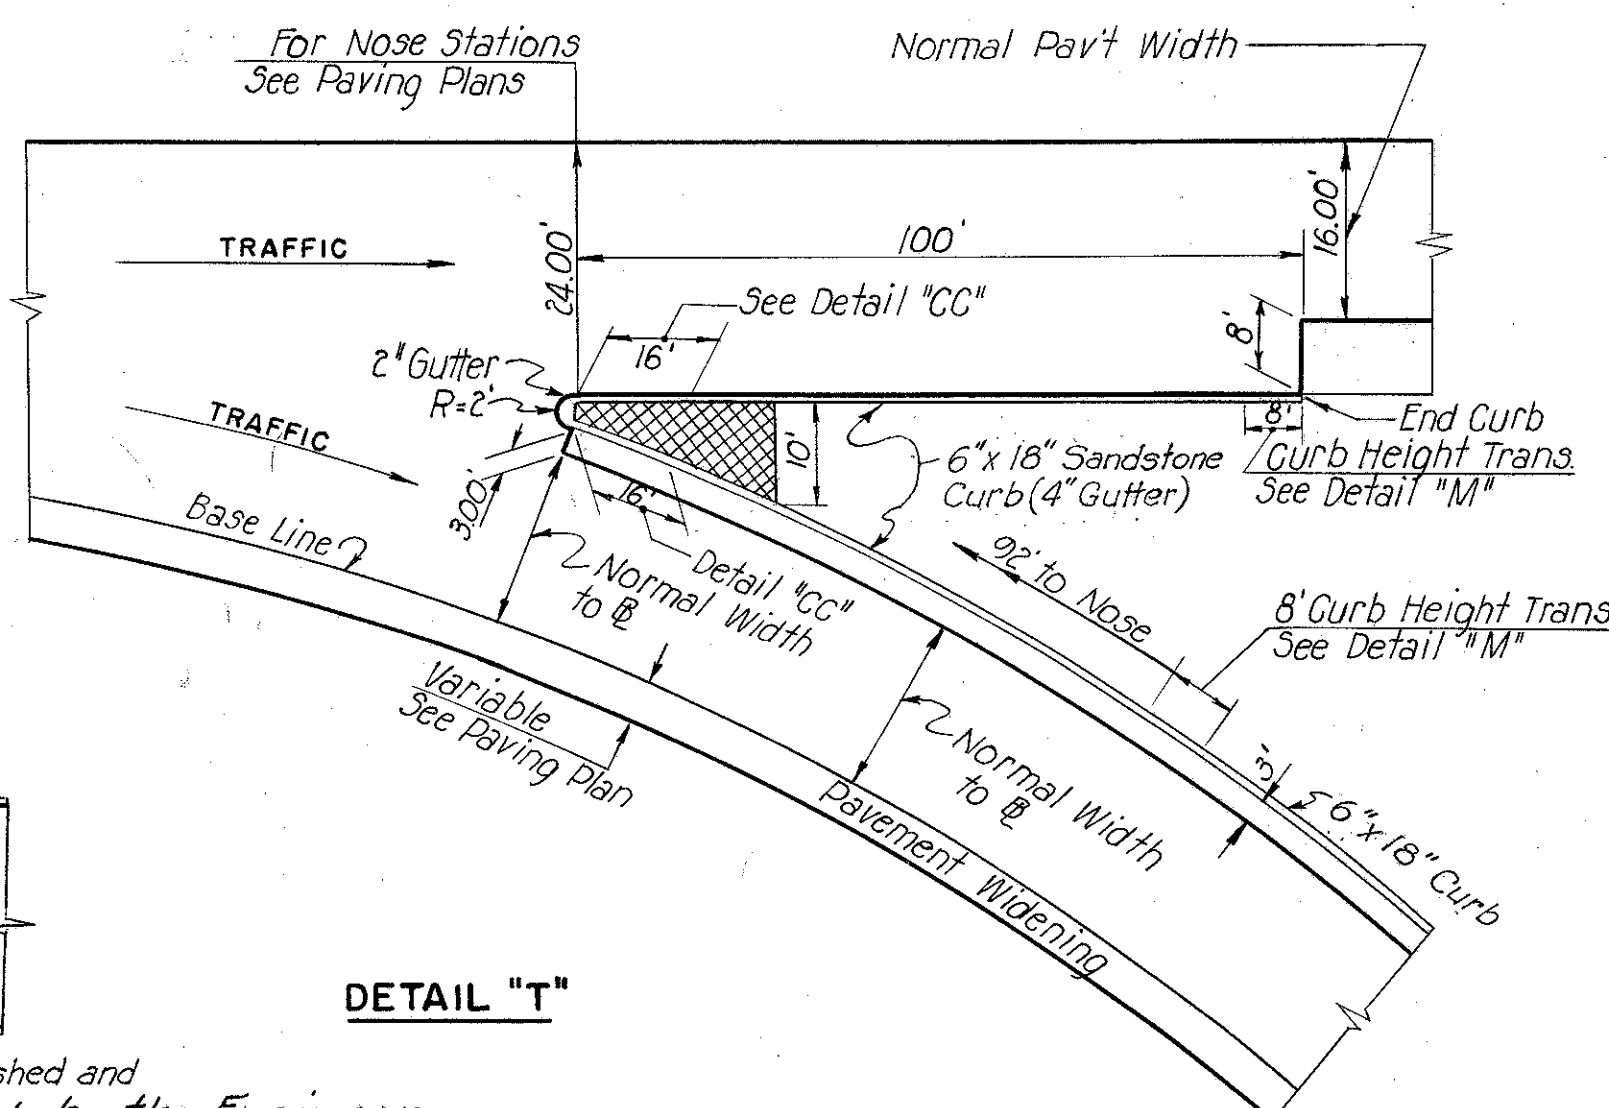 For Nose Stations
See Paving Plans
Normal Pav't Width
TRAFFIC
24.00'
100'
16.00'
See Detail "CC"
16'
8'
2" Gutter
R=2'
TRAFFIC
10'
8'
End Curb
6" x 18" Sandstone
Curb (4" Gutter)
Curb Height Trans.
See Detail "M"
3.00'
16'
Base Line
Detail "CC"
Normal Width
to ⅊
92' to Nose
8' Curb Height Trans
See Detail "M"
Variable
See Paving Plan
Normal Width
to ⅊
3'
6" x 18" Curb
Pavement Widening
DETAIL "T"
shed and